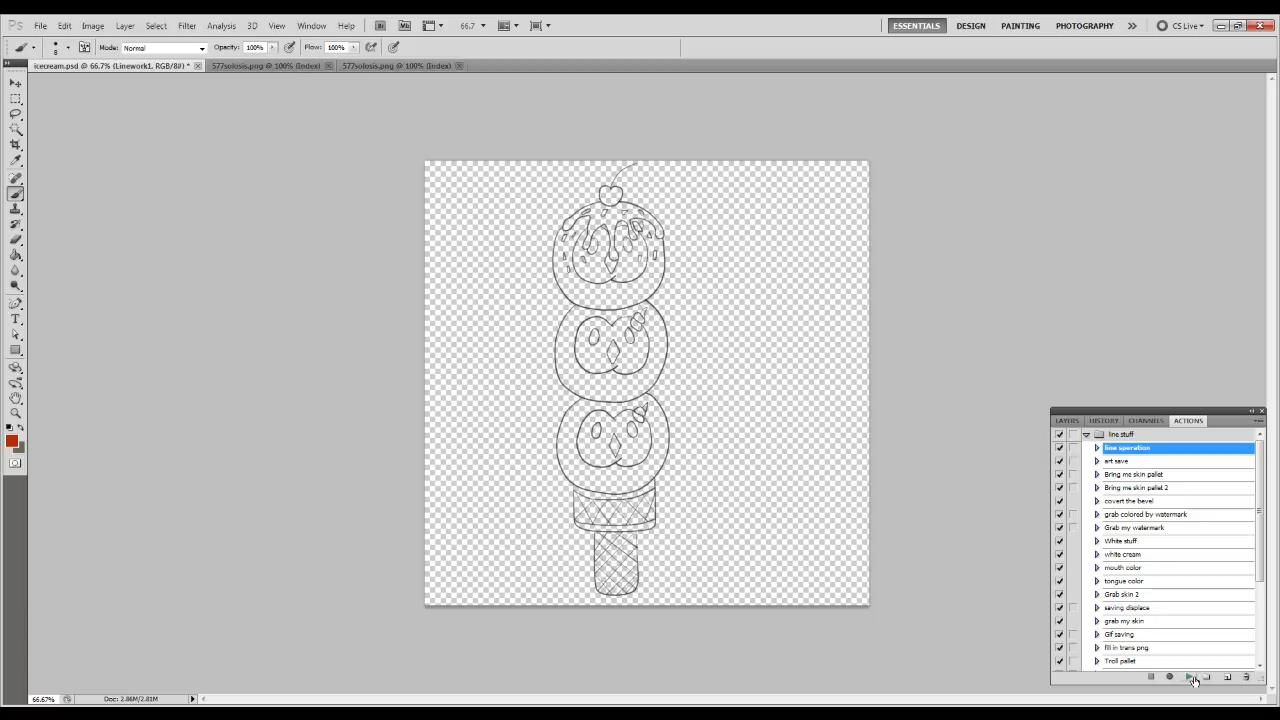 Ps File Edit Image Layer Select Filter Analysis 3D View Window Help Br Mb 66.7 ESSENTIALS DESIGN PAINTING PHOTOGRAPHY CS Live
8 Mode: Normal Opacity: 100% Flow: 100%
icecream.psd @ 66.7% (Linework1, RGB/8#) * 577solosis.png @ 100% (Index) 577solosis.png @ 100% (Index)
LAYERS HISTORY CHANNELS ACTIONS
line stuff
line speration
art save
Bring me skin pallet
Bring me skin pallet 2
covert the bevel
grab colored by watermark
Grab my watermark
White stuff
white cream
mouth color
tongue color
Grab skin 2
saving displace
grab my skin
Gif saving
fill in trans png
Troll pallet
66.67% Doc: 2.86M/2.81M